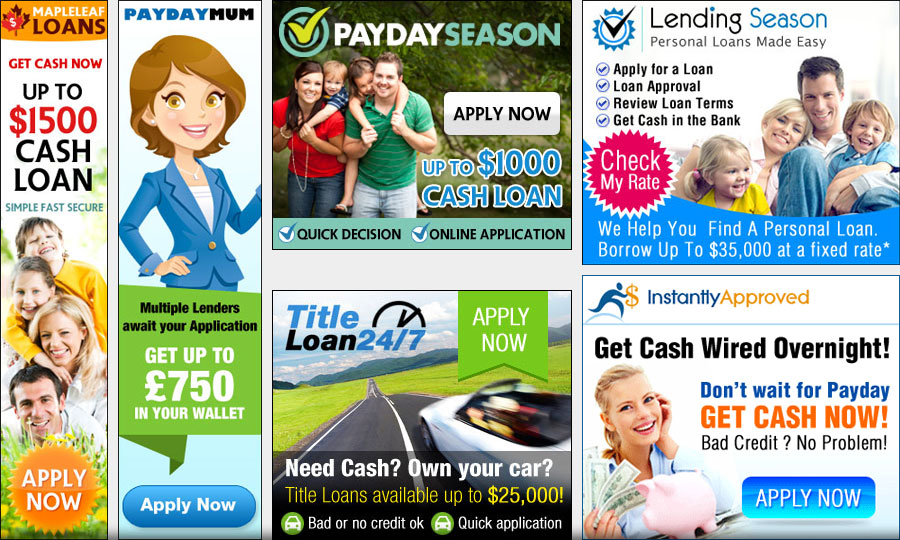 MAPLELEAF
LOANS
GET CASH NOW
UP TO
$1500
CASH
LOAN
SIMPLE FAST SECURE
APPLY
NOW
PAYDAYMUM
Multiple Lenders
await your Application
GET UP TO
£750
IN YOUR WALLET
Apply Now
PAYDAYSEASON
APPLY NOW
UP TO $1000
CASH LOAN
QUICK DECISION
ONLINE APPLICATION
Lending Season
Personal Loans Made Easy
Apply for a Loan
Loan Approval
Review Loan Terms
Get Cash in the Bank
Check
My Rate
We Help You Find A Personal Loan.
Borrow Up To $35,000 at a fixed rate*
Title
Loan24/7
APPLY
NOW
Need Cash? Own your car?
Title Loans available up to $25,000!
Bad or no credit ok
Quick application
$
InstantlyApproved
Get Cash Wired Overnight!
Don't wait for Payday
GET CASH NOW!
Bad Credit ? No Problem!
APPLY NOW